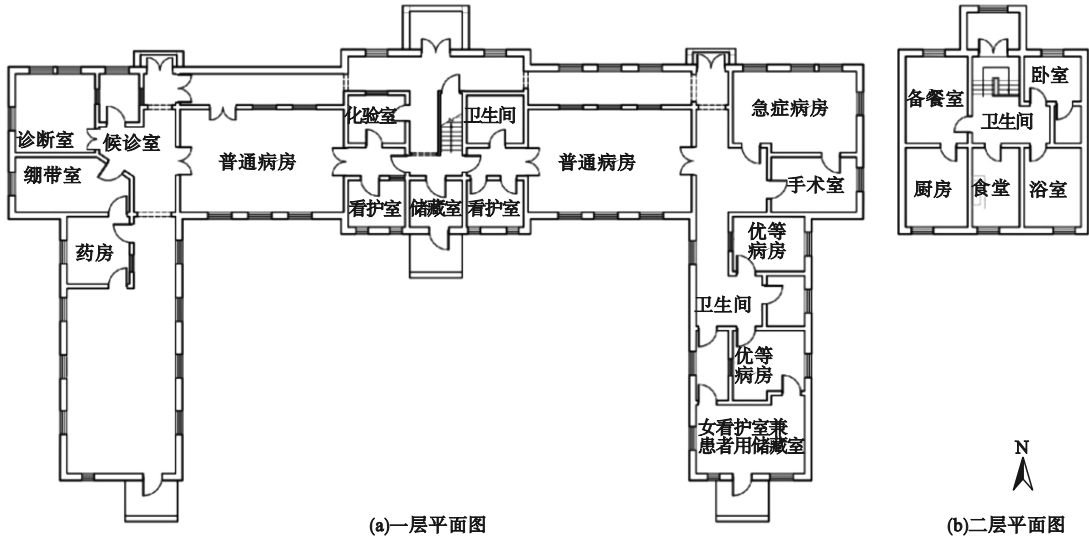 诊断室
候诊室
绷带室
药房
普通病房
化验室
卫生间
看护室
储藏室
看护室
普通病房
急症病房
手术室
优等
病房
卫生间
优等
病房
女看护室兼
患者用储藏室
备餐室
卧室
卫生间
厨房
食堂
浴室
N
(a)一层平面图
(b)二层平面图